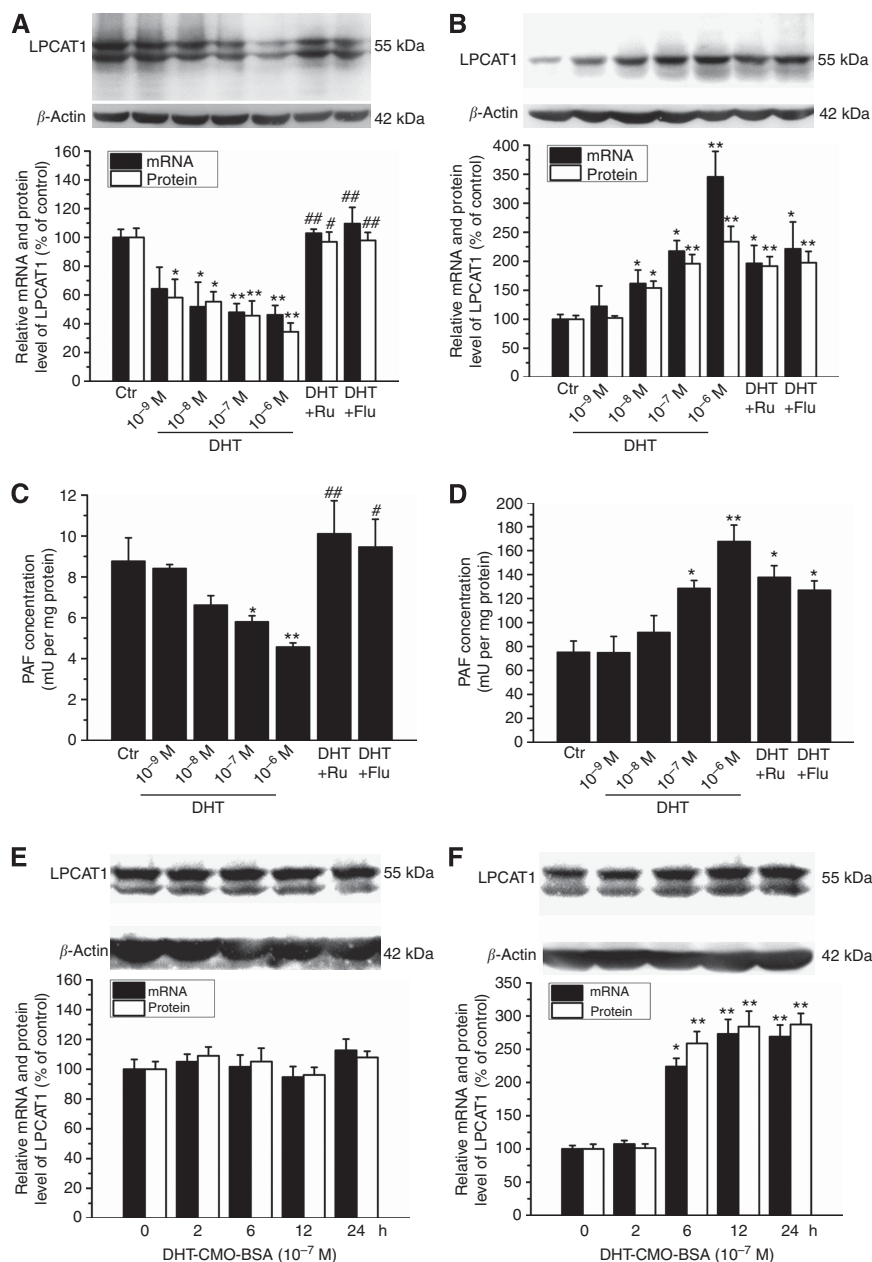 A
LPCAT1
55 kDa
β-Actin
42 kDa
Relative mRNA and protein
level of LPCAT1 (% of control)
160
140
120
100
80
60
40
20
0
mRNA
Protein
*
*
*
**
**
**
**
##
#
##
##
Ctr
10⁻⁹ M
10⁻⁸ M
10⁻⁷ M
10⁻⁶ M
DHT
+Ru
DHT
+Flu
DHT
B
LPCAT1
55 kDa
β-Actin
42 kDa
Relative mRNA and protein
level of LPCAT1 (% of control)
400
350
300
250
200
150
100
50
0
mRNA
Protein
*
*
*
**
**
**
*
**
*
**
Ctr
10⁻⁹ M
10⁻⁸ M
10⁻⁷ M
10⁻⁶ M
DHT
+Ru
DHT
+Flu
DHT
C
PAF concentration
(mU per mg protein)
12
10
8
6
4
2
0
*
**
##
#
Ctr
10⁻⁹ M
10⁻⁸ M
10⁻⁷ M
10⁻⁶ M
DHT
+Ru
DHT
+Flu
DHT
D
PAF concentration
(mU per mg protein)
200
180
160
140
120
100
80
60
40
20
0
*
**
*
*
Ctr
10⁻⁹ M
10⁻⁸ M
10⁻⁷ M
10⁻⁶ M
DHT
+Ru
DHT
+Flu
DHT
E
LPCAT1
55 kDa
β-Actin
42 kDa
Relative mRNA and protein
level of LPCAT1 (% of control)
160
140
120
100
80
60
40
20
0
mRNA
Protein
0 2 6 12 24 h
DHT-CMO-BSA (10⁻⁷ M)
F
LPCAT1
55 kDa
β-Actin
42 kDa
Relative mRNA and protein
level of LPCAT1 (% of control)
350
300
250
200
150
100
50
0
mRNA
Protein
*
**
**
**
**
**
0 2 6 12 24 h
DHT-CMO-BSA (10⁻⁷ M)